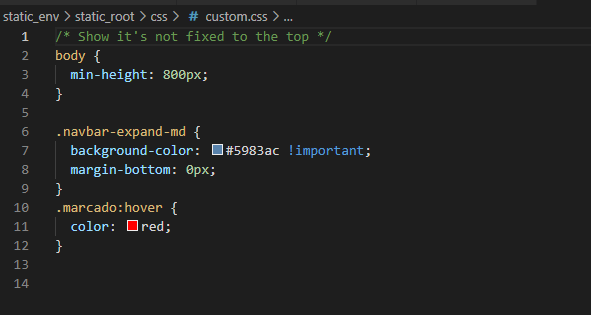 static_env > static_root > css > # custom.css > ...
1 /* Show it's not fixed to the top */
2 body {
3   min-height: 800px;
4 }
5
6 .navbar-expand-md {
7   background-color: #5983ac !important;
8   margin-bottom: 0px;
9 }
10 .marcado:hover {
11   color: red;
12 }
13
14